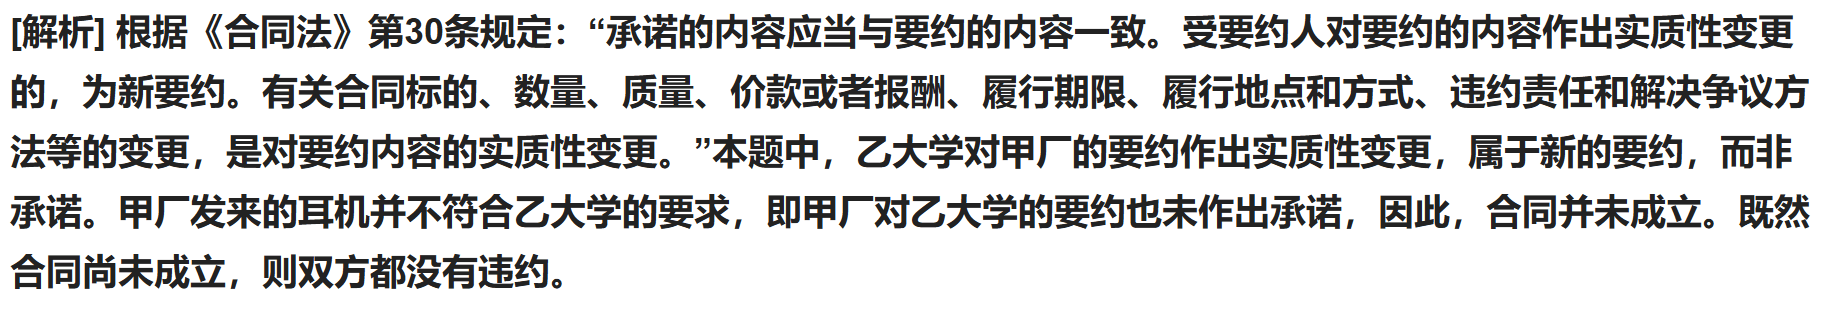 [解析] 根据《合同法》第30条规定：“承诺的内容应当与要约的内容一致。受要约人对要约的内容作出实质性变更
的，为新要约。有关合同标的、数量、质量、价款或者报酬、履行期限、履行地点和方式、违约责任和解决争议方
法等的变更，是对要约内容的实质性变更。”本题中，乙大学对甲厂的要约作出实质性变更，属于新的要约，而非
承诺。甲厂发来的耳机并不符合乙大学的要求，即甲厂对乙大学的要约也未作出承诺，因此，合同并未成立。既然
合同尚未成立，则双方都没有违约。